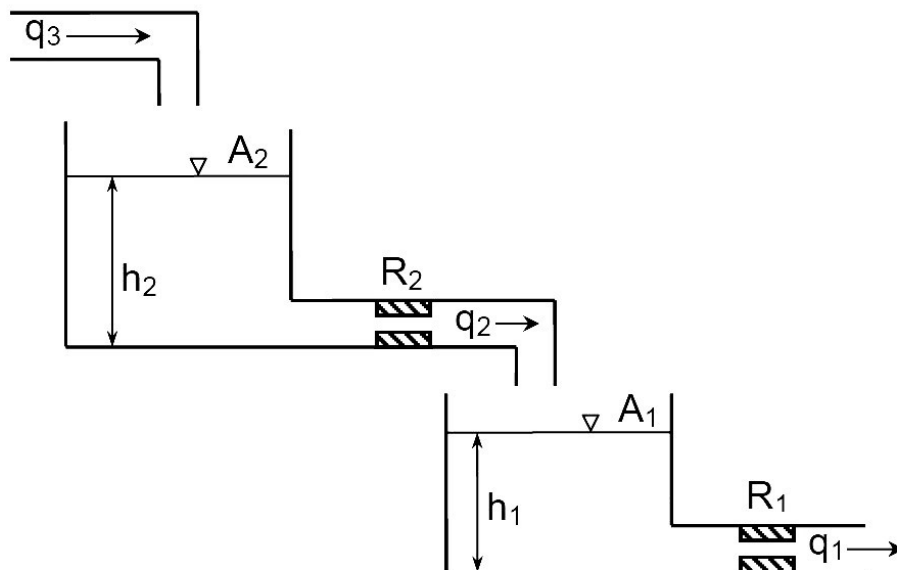 q₃
A₂
h₂
R₂
q₂
A₁
h₁
R₁
q₁